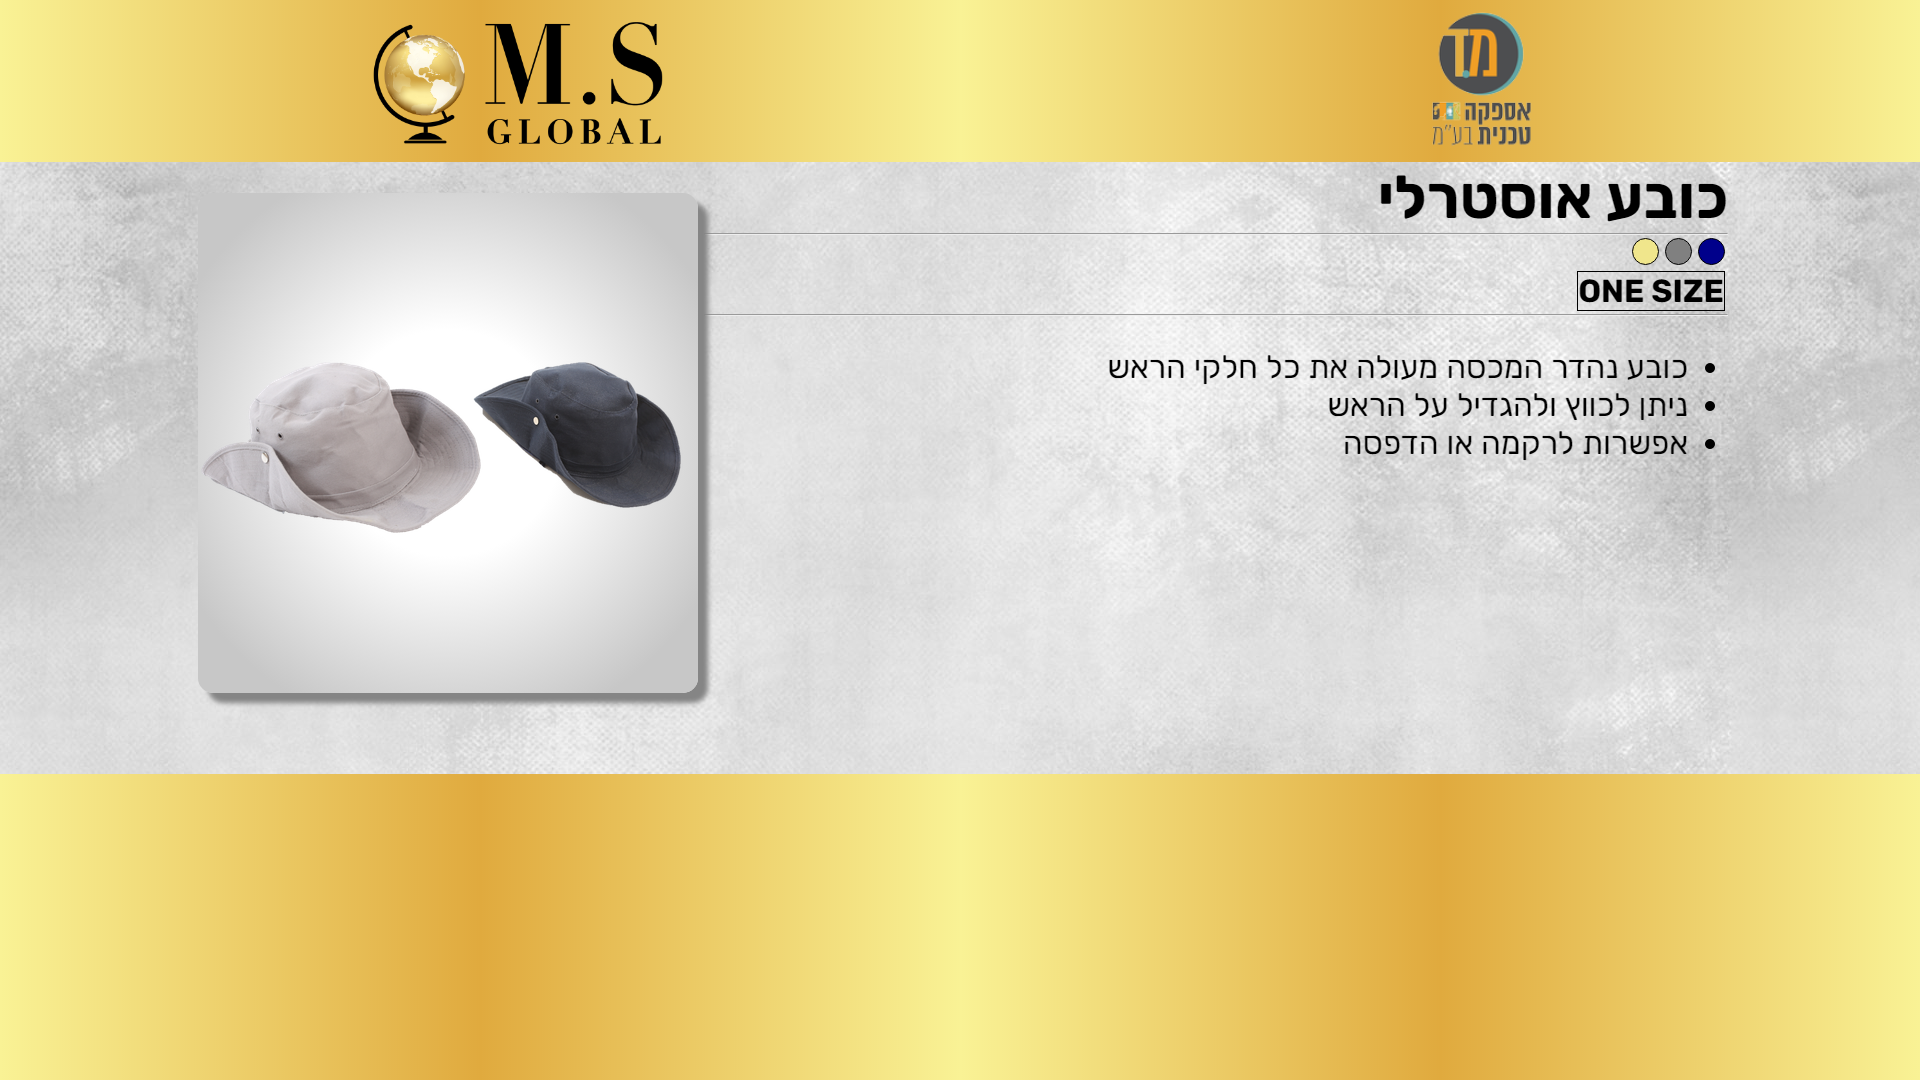 M.S
GLOBAL
מ.ד
אספקה
טכנית בע"מ
כובע אוסטרלי
ONE SIZE
כובע נהדר המכסה מעולה את כל חלקי הראש
ניתן לכווץ ולהגדיל על הראש
אפשרות לרקמה או הדפסה